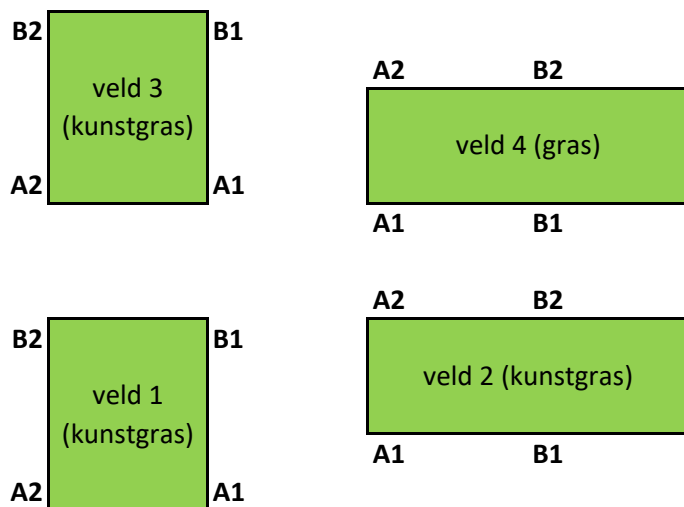 B2
B1
veld 3
(kunstgras)
A2
A1
A2
B2
veld 4 (gras)
A1
B1
B2
B1
veld 1
(kunstgras)
A2
A1
A2
B2
veld 2 (kunstgras)
A1
B1